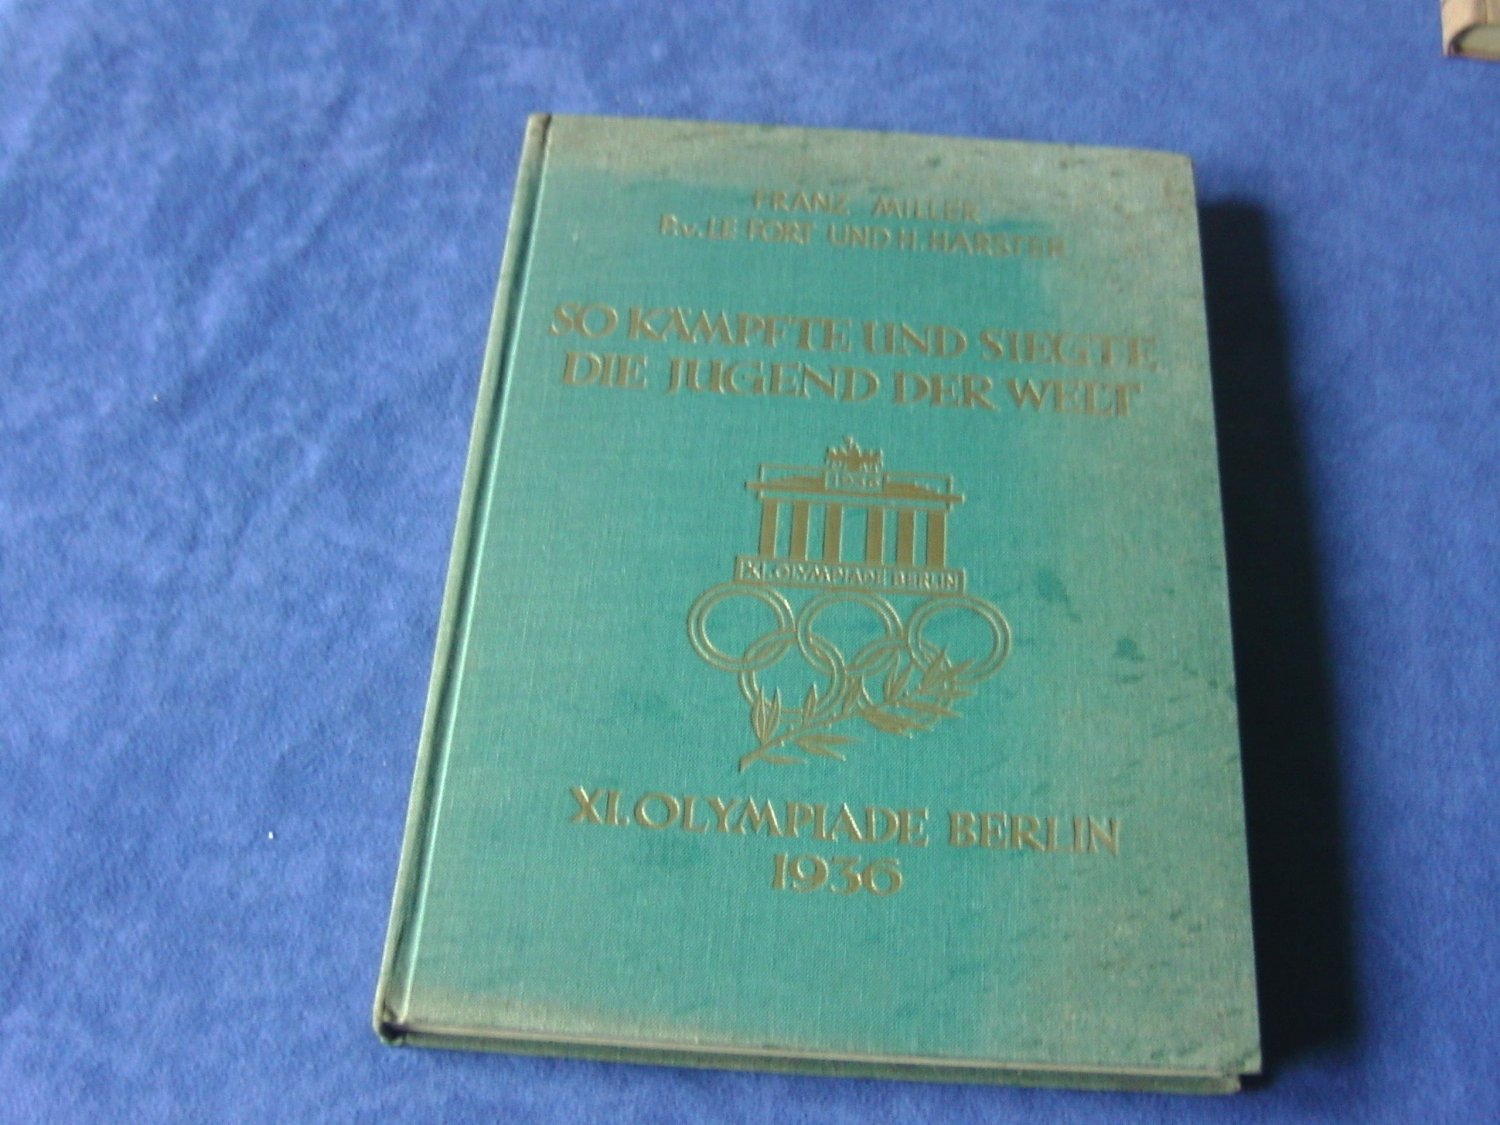 FRANZ MILLER
P.v. LE FORT UND H. HARSTER
SO KÄMPFTE UND SIEGTE
DIE JUGEND DER WELT
1936
XI. OLYMPIADE BERLIN
XI. OLYMPIADE BERLIN
1936